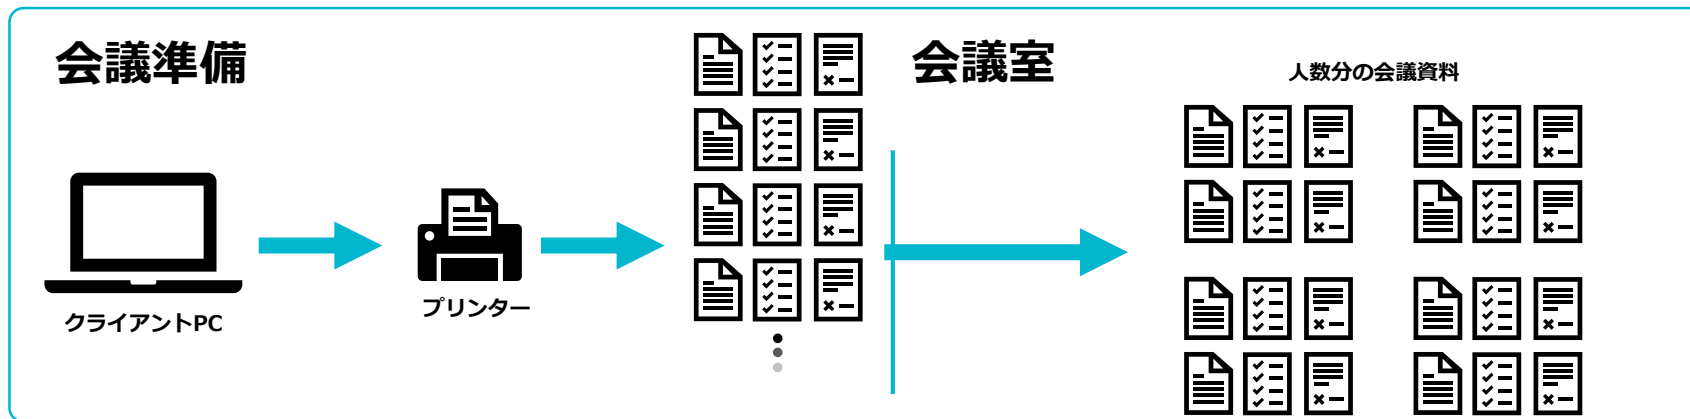 会議準備
会議室
人数分の会議資料
クライアントPC
プリンター